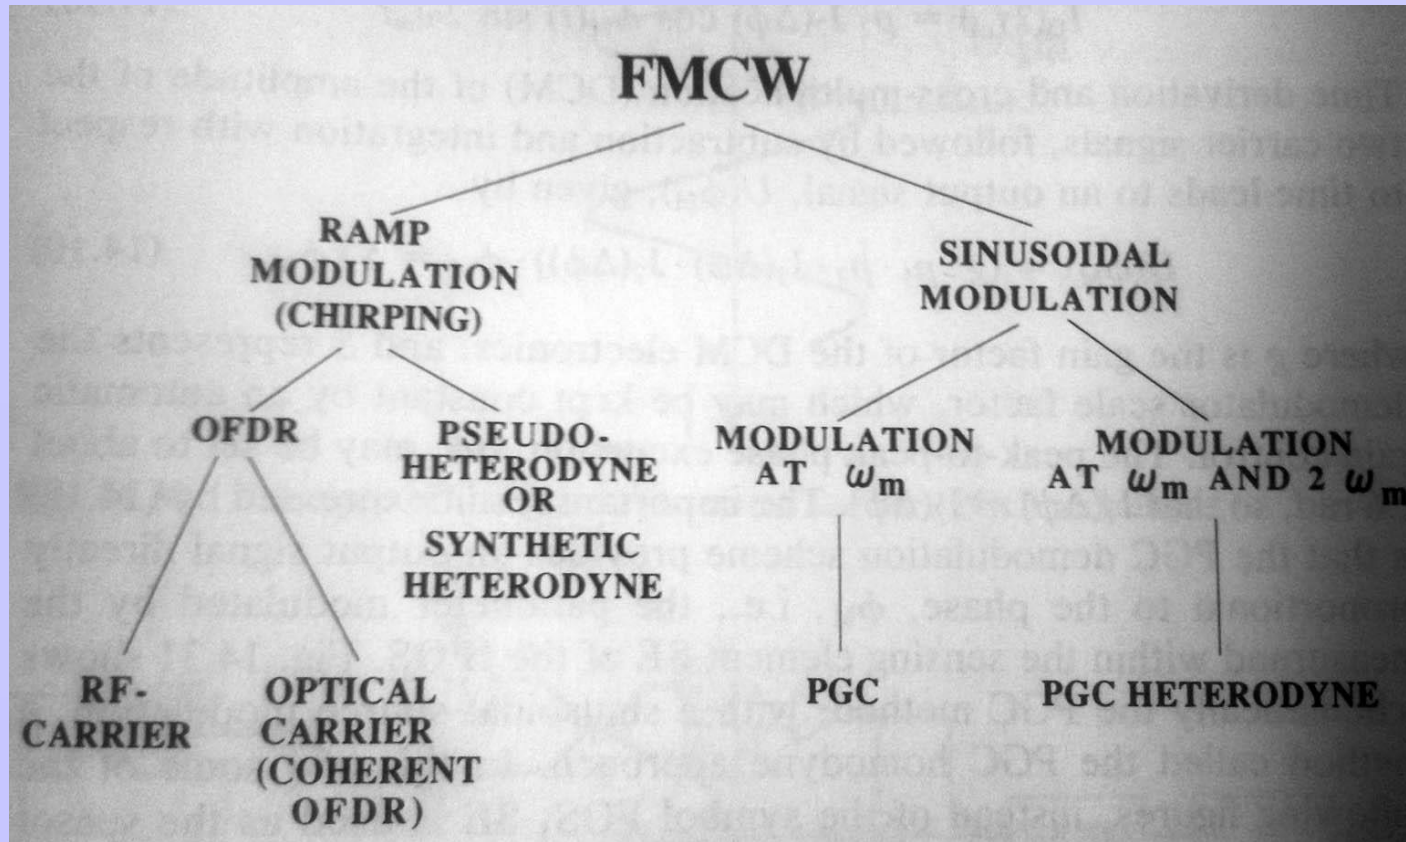 FMCW
RAMP
MODULATION
(CHIRPING)
SINUSOIDAL
MODULATION
OFDR
PSEUDO-
HETERODYNE
OR
SYNTHETIC
HETERODYNE
MODULATION
AT ωm
MODULATION
AT ωm AND 2 ωm
RF-
CARRIER
OPTICAL
CARRIER
(COHERENT
OFDR)
PGC
PGC HETERODYNE